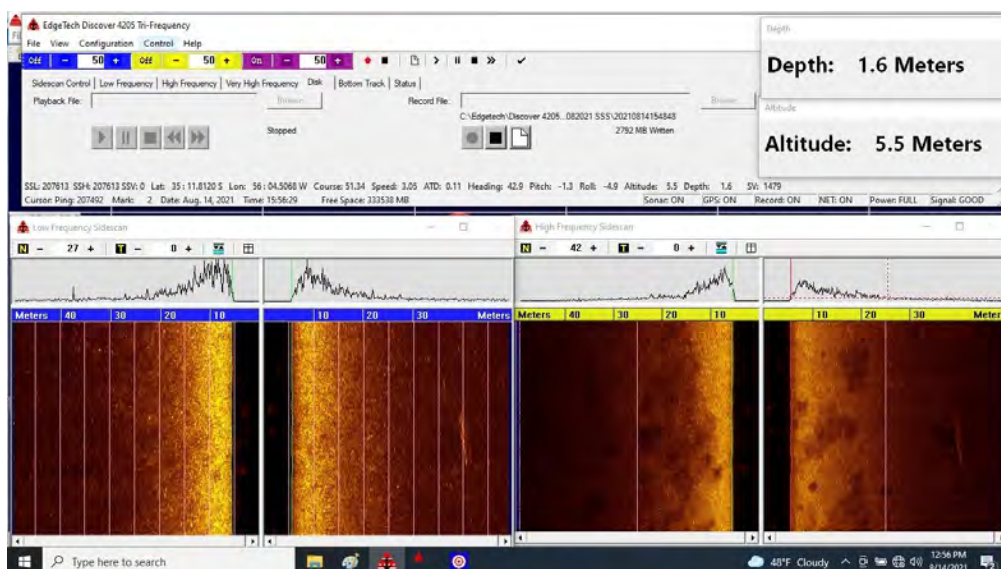 EdgeTech Discover 4205 Tri-Frequency
File View Configuration Control Help
Off - 50 + Off - 50 + On - 50 +
Sidescan Control Low Frequency High Frequency Very High Frequency Disk Bottom Track Status
Playback File: Browse... Record File: Browse...
C:\Edgetech\Discover 4205...082021 SSS\20210814154848
Stopped 2792 MB Written
Depth
Depth: 1.6 Meters
Altitude
Altitude: 5.5 Meters
SSL: 207613 SSH: 207613 SSV: 0 Lat: 35 : 11.8120 S Lon: 56 : 04.5068 W Course: 51.34 Speed: 3.05 ATD: 0.11 Heading: 42.9 Pitch: -1.3 Roll: -4.9 Altitude: 5.5 Depth: 1.6 SV: 1479
Cursor Ping: 207492 Mark: 2 Date: Aug. 14, 2021 Time: 15:56:29 Free Space: 333538 MB Sonar: ON GPS: ON Record: ON NET: ON Power: FULL Signal: GOOD
Low Frequency Sidescan
N - 27 + T - 0 +
Meters 40 30 20 10
10 20 30 Meters
High Frequency Sidescan
N - 42 + T - 0 +
Meters 40 30 20 10
10 20 30 Meter
Type here to search
48°F Cloudy
12:56 PM
8/14/2021